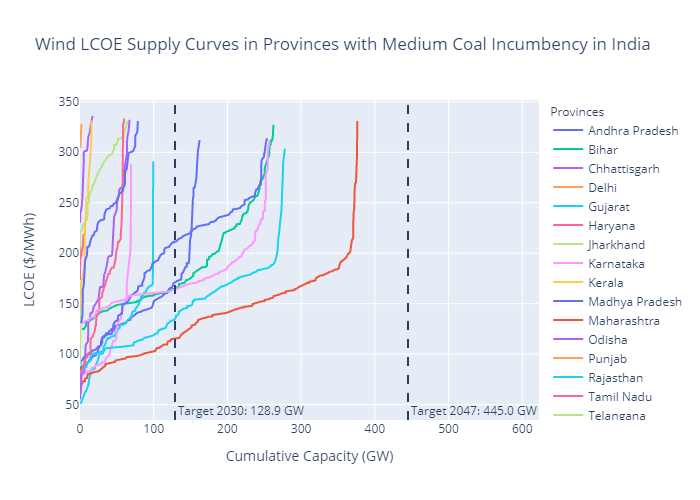 Wind LCOE Supply Curves in Provinces with Medium Coal Incumbency in India
LCOE ($/MWh)
350
300
250
200
150
100
50
0
100
200
300
400
500
600
Cumulative Capacity (GW)
Target 2030: 128.9 GW
Target 2047: 445.0 GW
Provinces
Andhra Pradesh
Bihar
Chhattisgarh
Delhi
Gujarat
Haryana
Jharkhand
Karnataka
Kerala
Madhya Pradesh
Maharashtra
Odisha
Punjab
Rajasthan
Tamil Nadu
Telangana